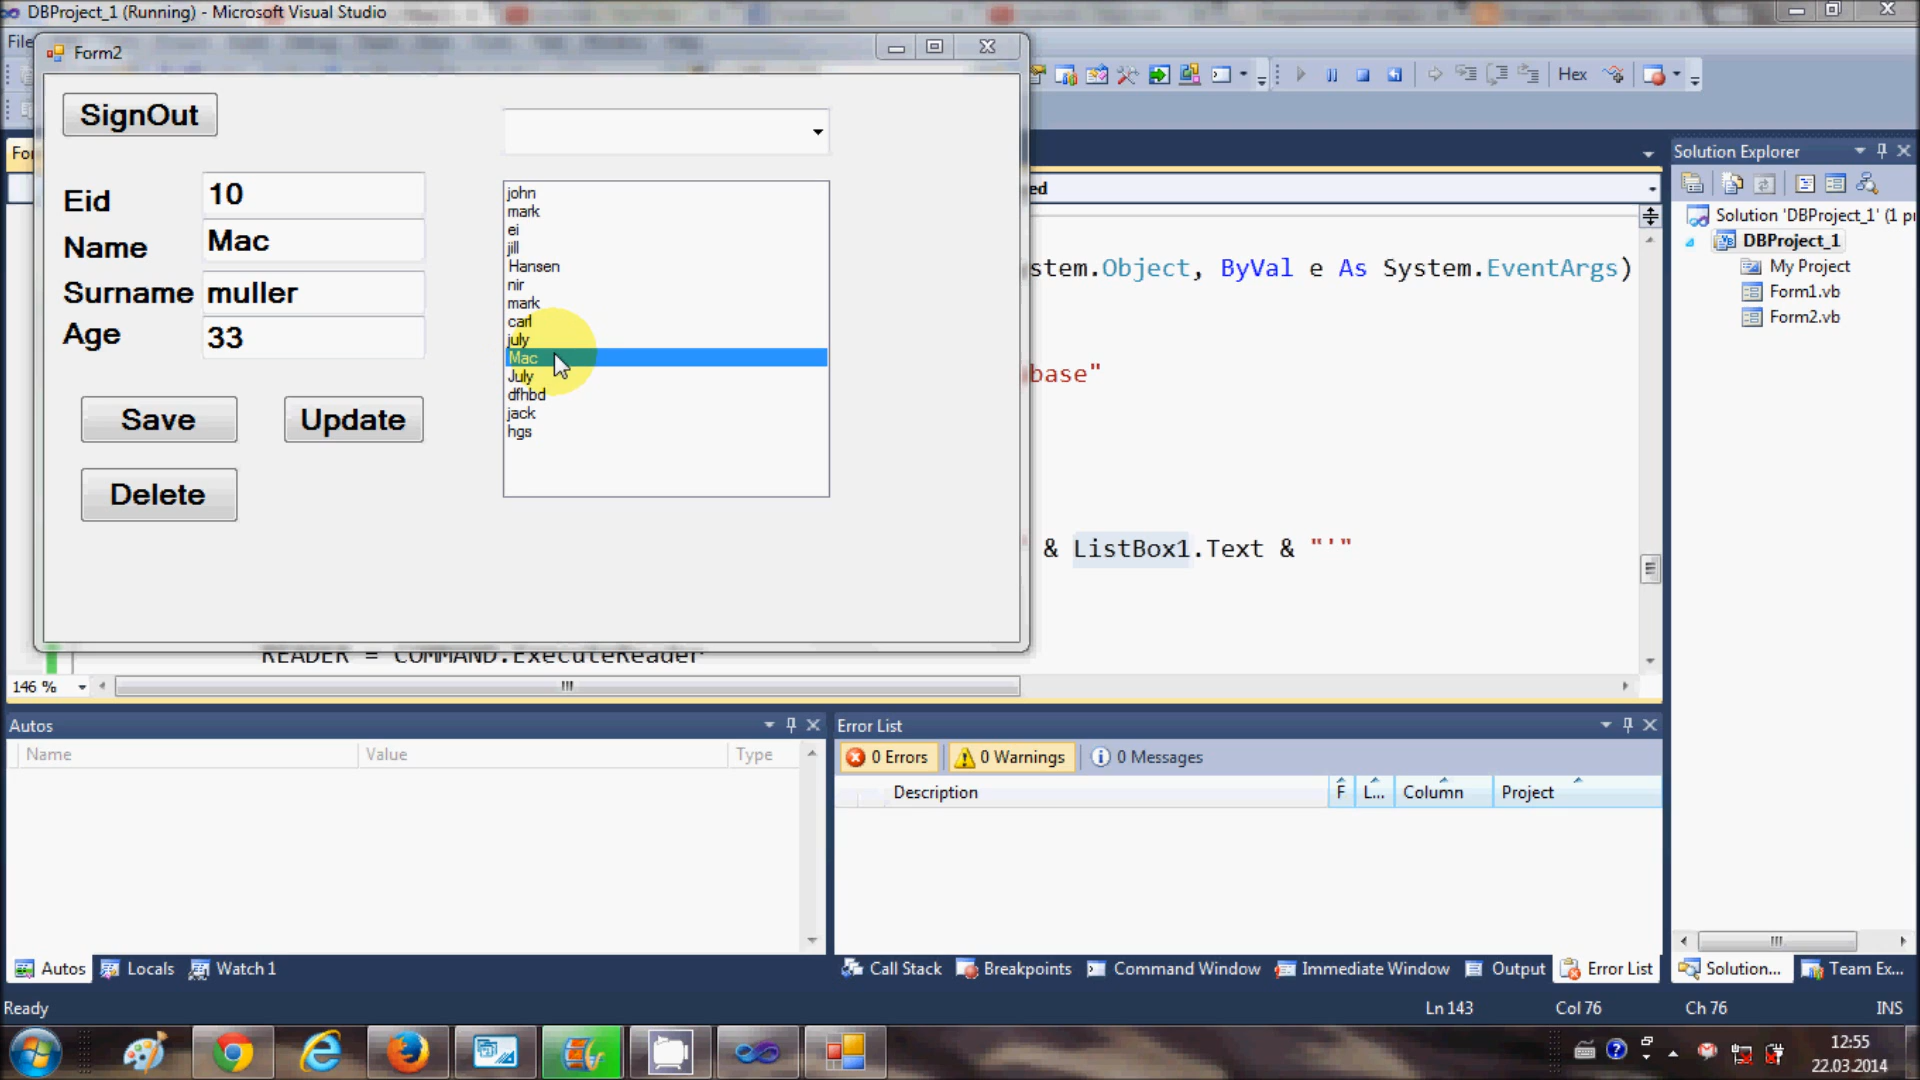 DBProject_1 (Running) - Microsoft Visual Studio
File
Form2
Hex
SignOut
Eid
10
Name
Mac
Surname
muller
Age
33
Save
Update
Delete
john
mark
ei
jill
Hansen
nir
mark
carl
july
Mac
July
dfhbd
jack
hgs
ed
stem.Object, ByVal e As System.EventArgs)
base"
& ListBox1.Text & "'"
READER = COMMAND.ExecuteReader
146 %
Solution Explorer
Solution 'DBProject_1' (1 pr
DBProject_1
My Project
Form1.vb
Form2.vb
Autos
Name
Value
Type
Error List
0 Errors
0 Warnings
0 Messages
Description
F
L...
Column
Project
Autos
Locals
Watch 1
Call Stack
Breakpoints
Command Window
Immediate Window
Output
Error List
Solution...
Team Ex...
Ready
Ln 143
Col 76
Ch 76
INS
12:55
22.03.2014